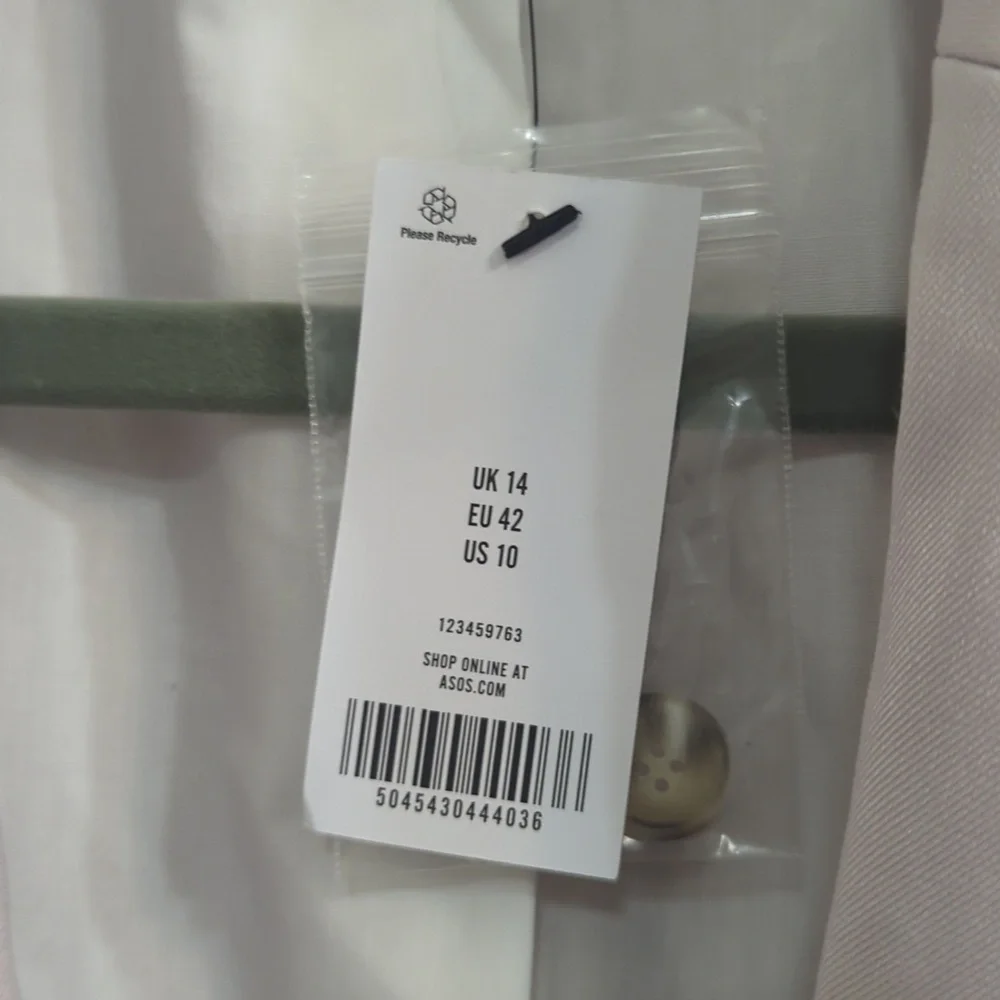 Please Recycle
UK 14
EU 42
US 10
123459763
SHOP ONLINE AT
ASOS.COM
5045430444036